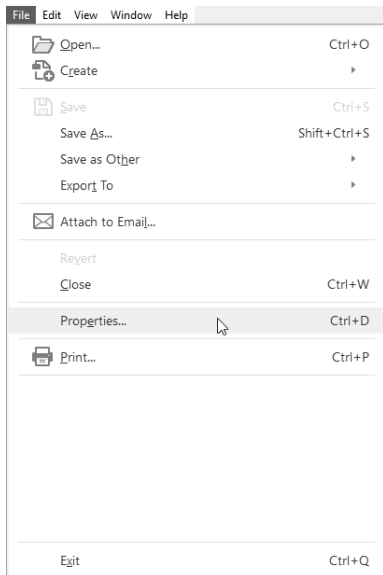 File Edit View Window Help
Open... Ctrl+O
Create
Save Ctrl+S
Save As... Shift+Ctrl+S
Save as Other
Export To
Attach to Email...
Revert
Close Ctrl+W
Properties... Ctrl+D
Print... Ctrl+P
Exit Ctrl+Q